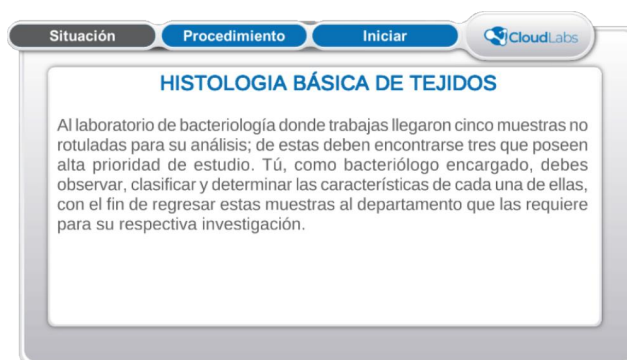 Situación
Procedimiento
Iniciar
CloudLabs
HISTOLOGIA BÁSICA DE TEJIDOS
Al laboratorio de bacteriología donde trabajas llegaron cinco muestras no
rotuladas para su análisis; de estas deben encontrarse tres que poseen
alta prioridad de estudio. Tú, como bacteriólogo encargado, debes
observar, clasificar y determinar las características de cada una de ellas,
con el fin de regresar estas muestras al departamento que las requiere
para su respectiva investigación.